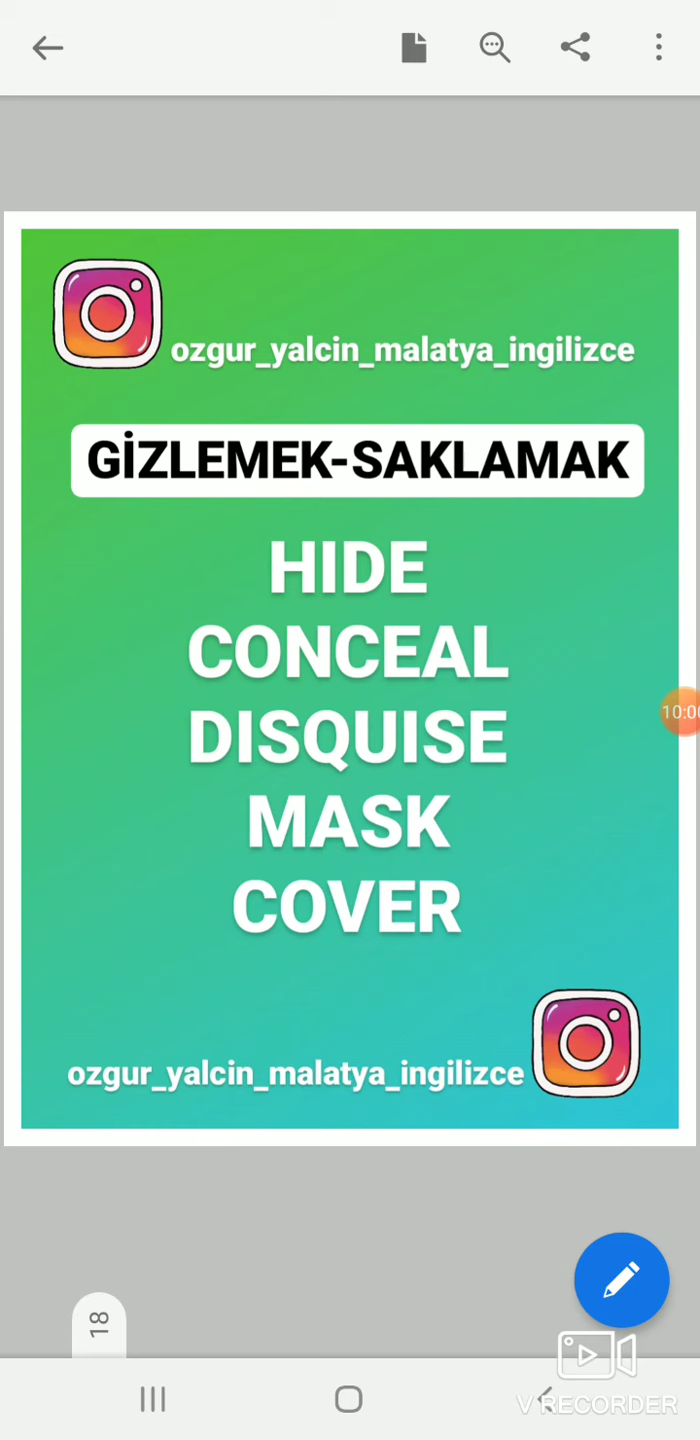 ozgur_yalcin_malatya_ingilizce
GİZLEMEK-SAKLAMAK
HIDE
CONCEAL
DISQUISE
MASK
COVER
10:00
ozgur_yalcin_malatya_ingilizce
18
V RECORDER